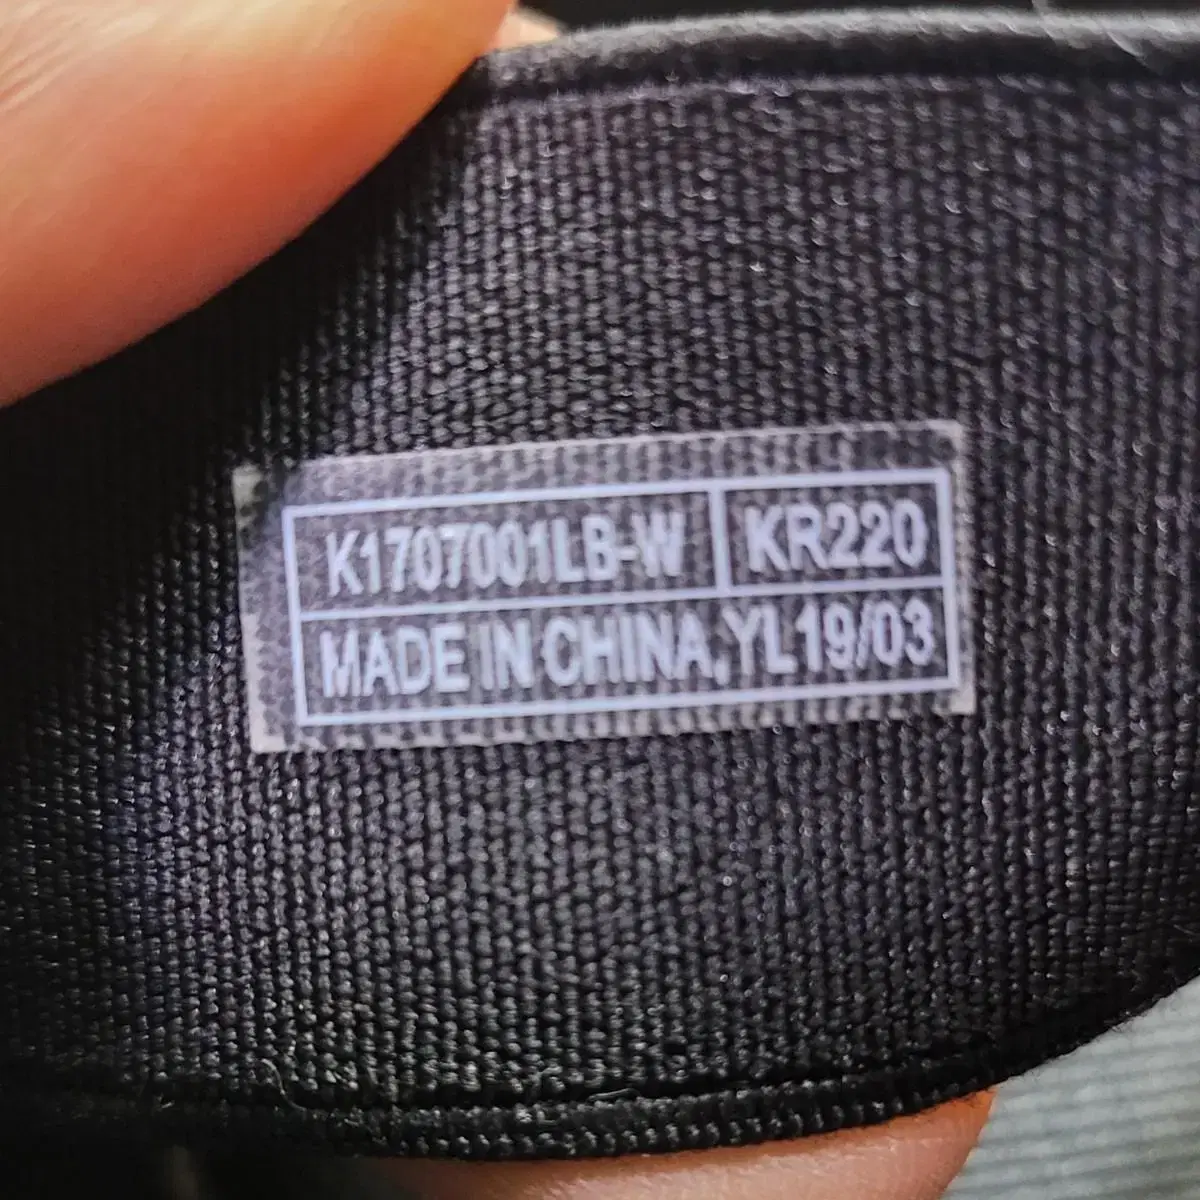 K1707001LB-W KR220
MADE IN CHINA,YL19/03